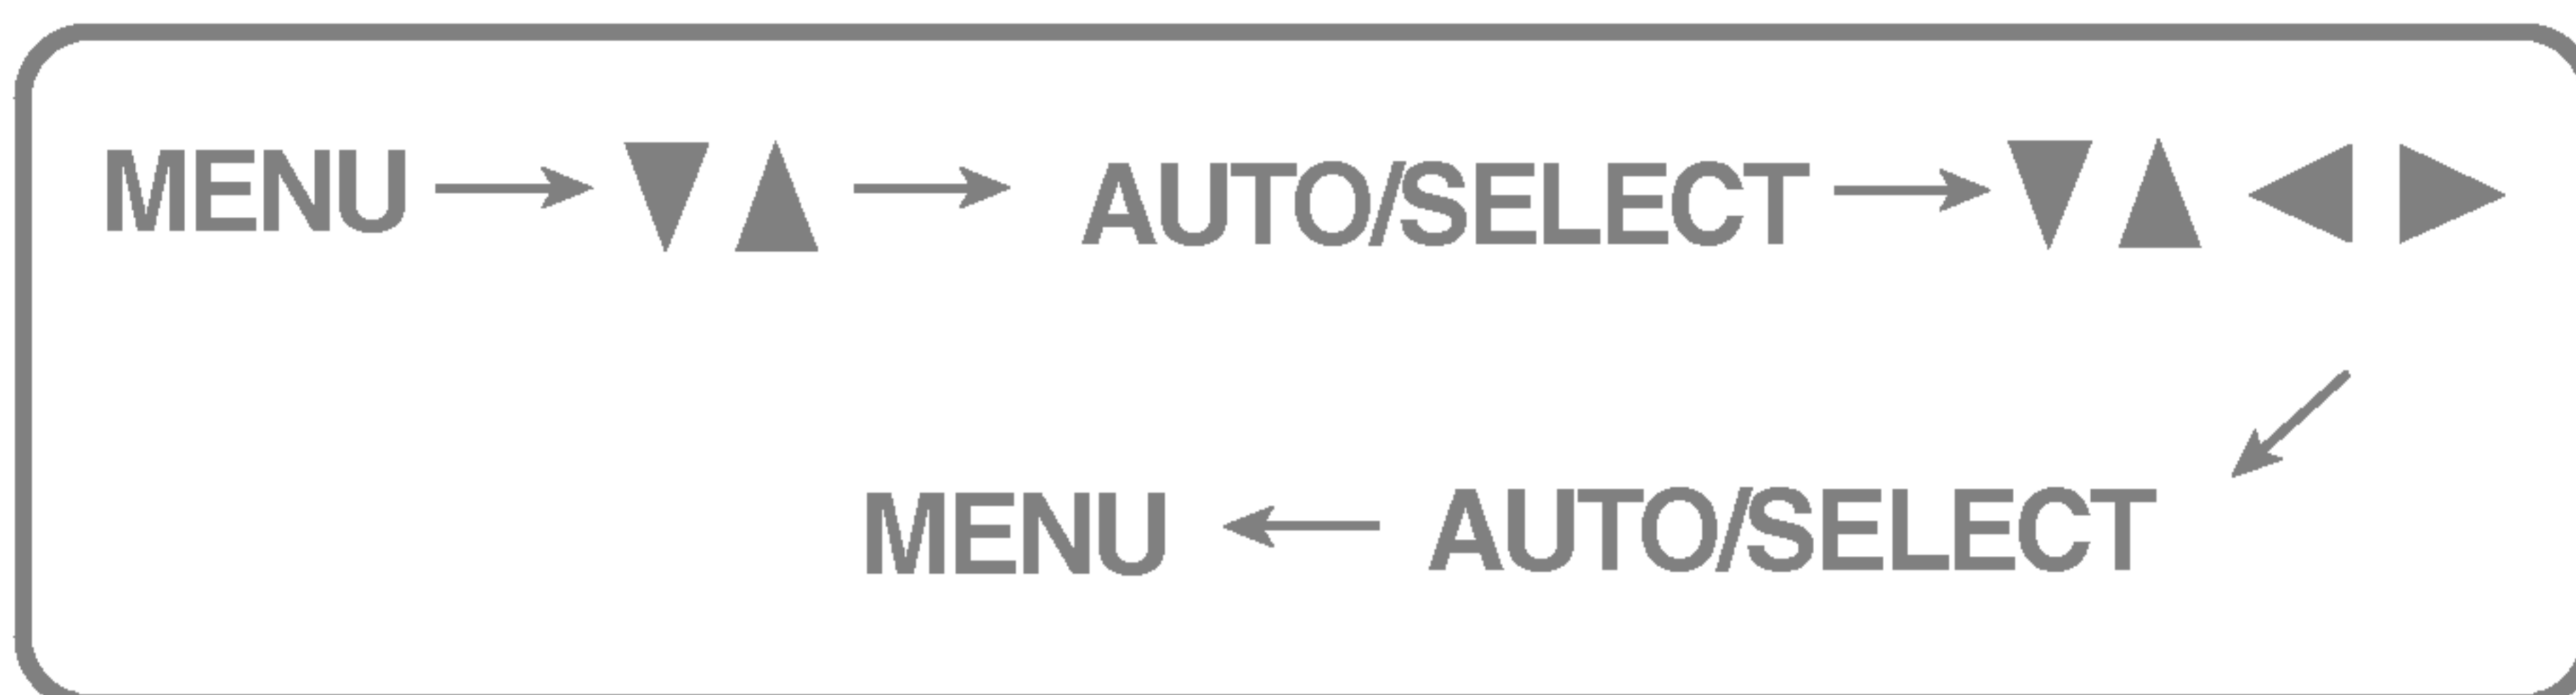 MENU → ▼▲ → AUTO/SELECT → ▼▲◀▶
MENU ← AUTO/SELECT